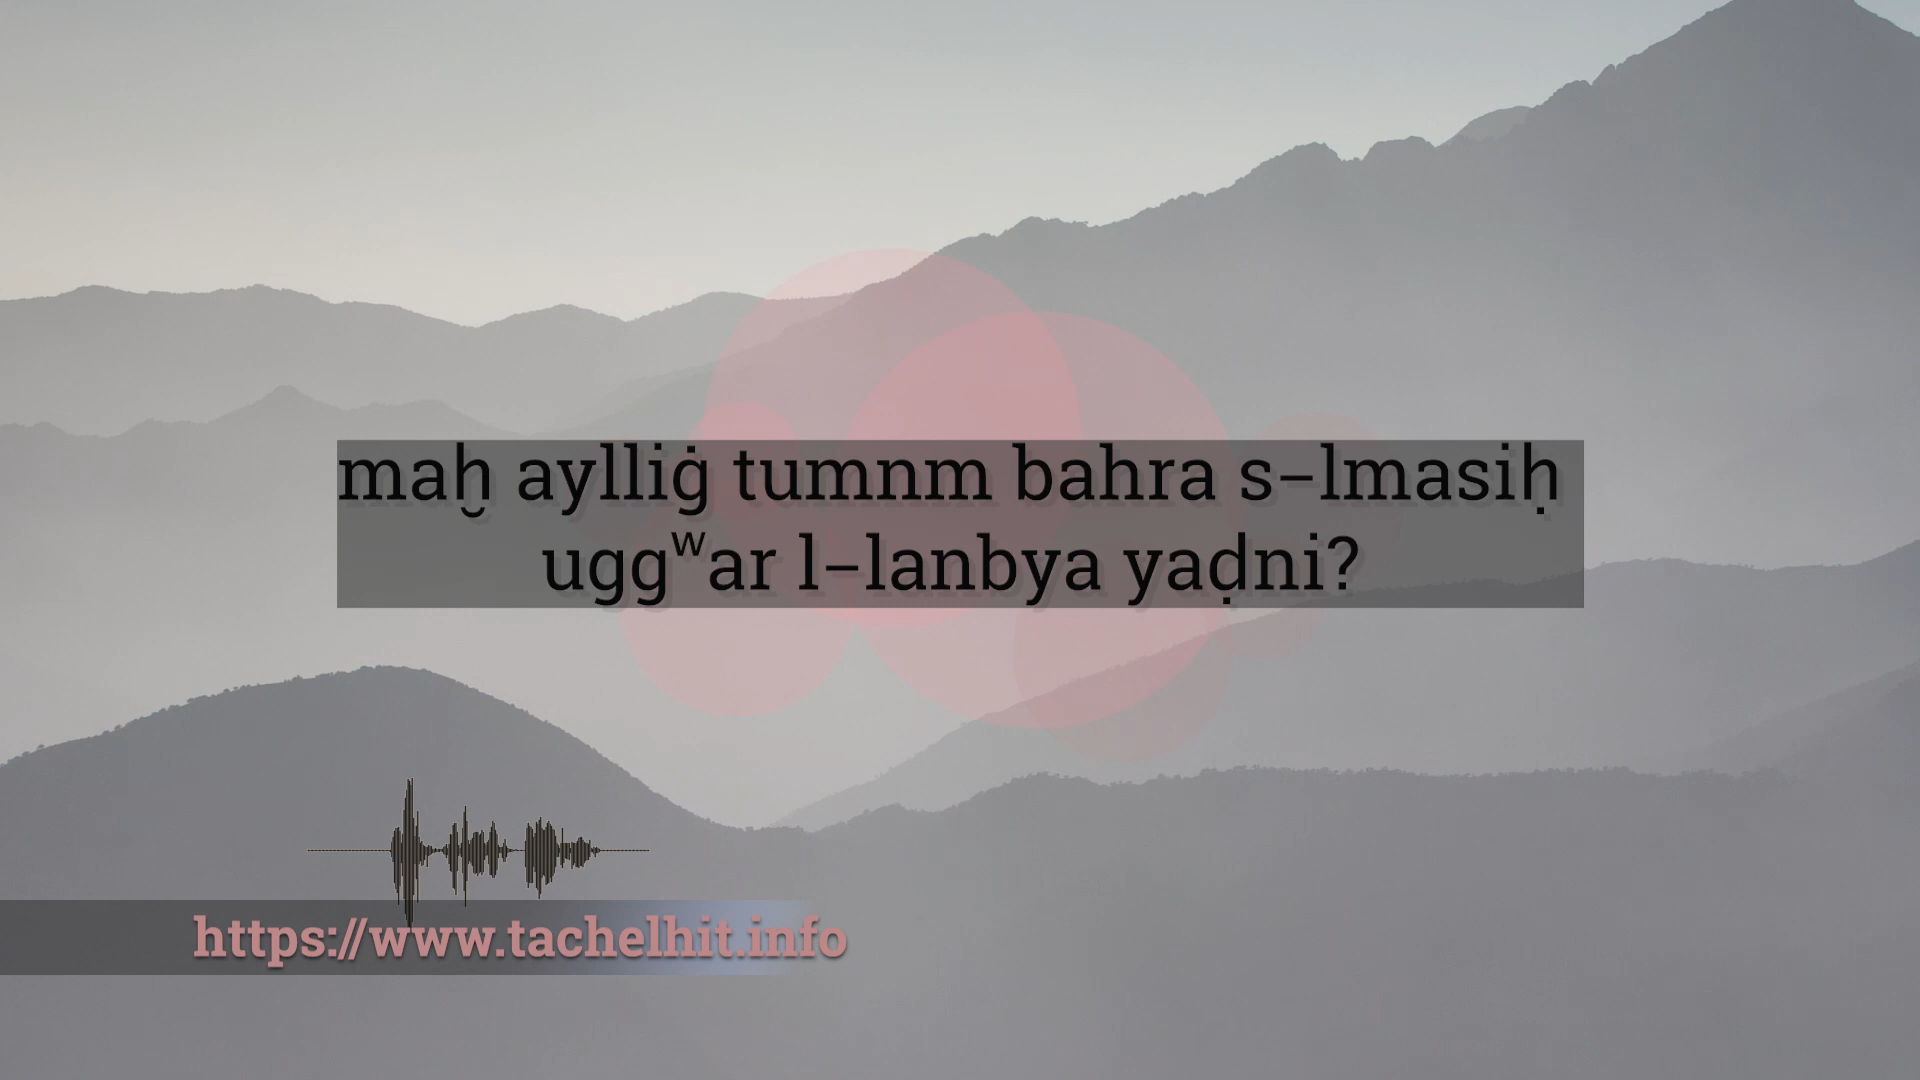 maḫ aylliġ tumnm bahra s–lmasiḥ
uggʷar l–lanbya yaḍni?
https://www.tachelhit.info